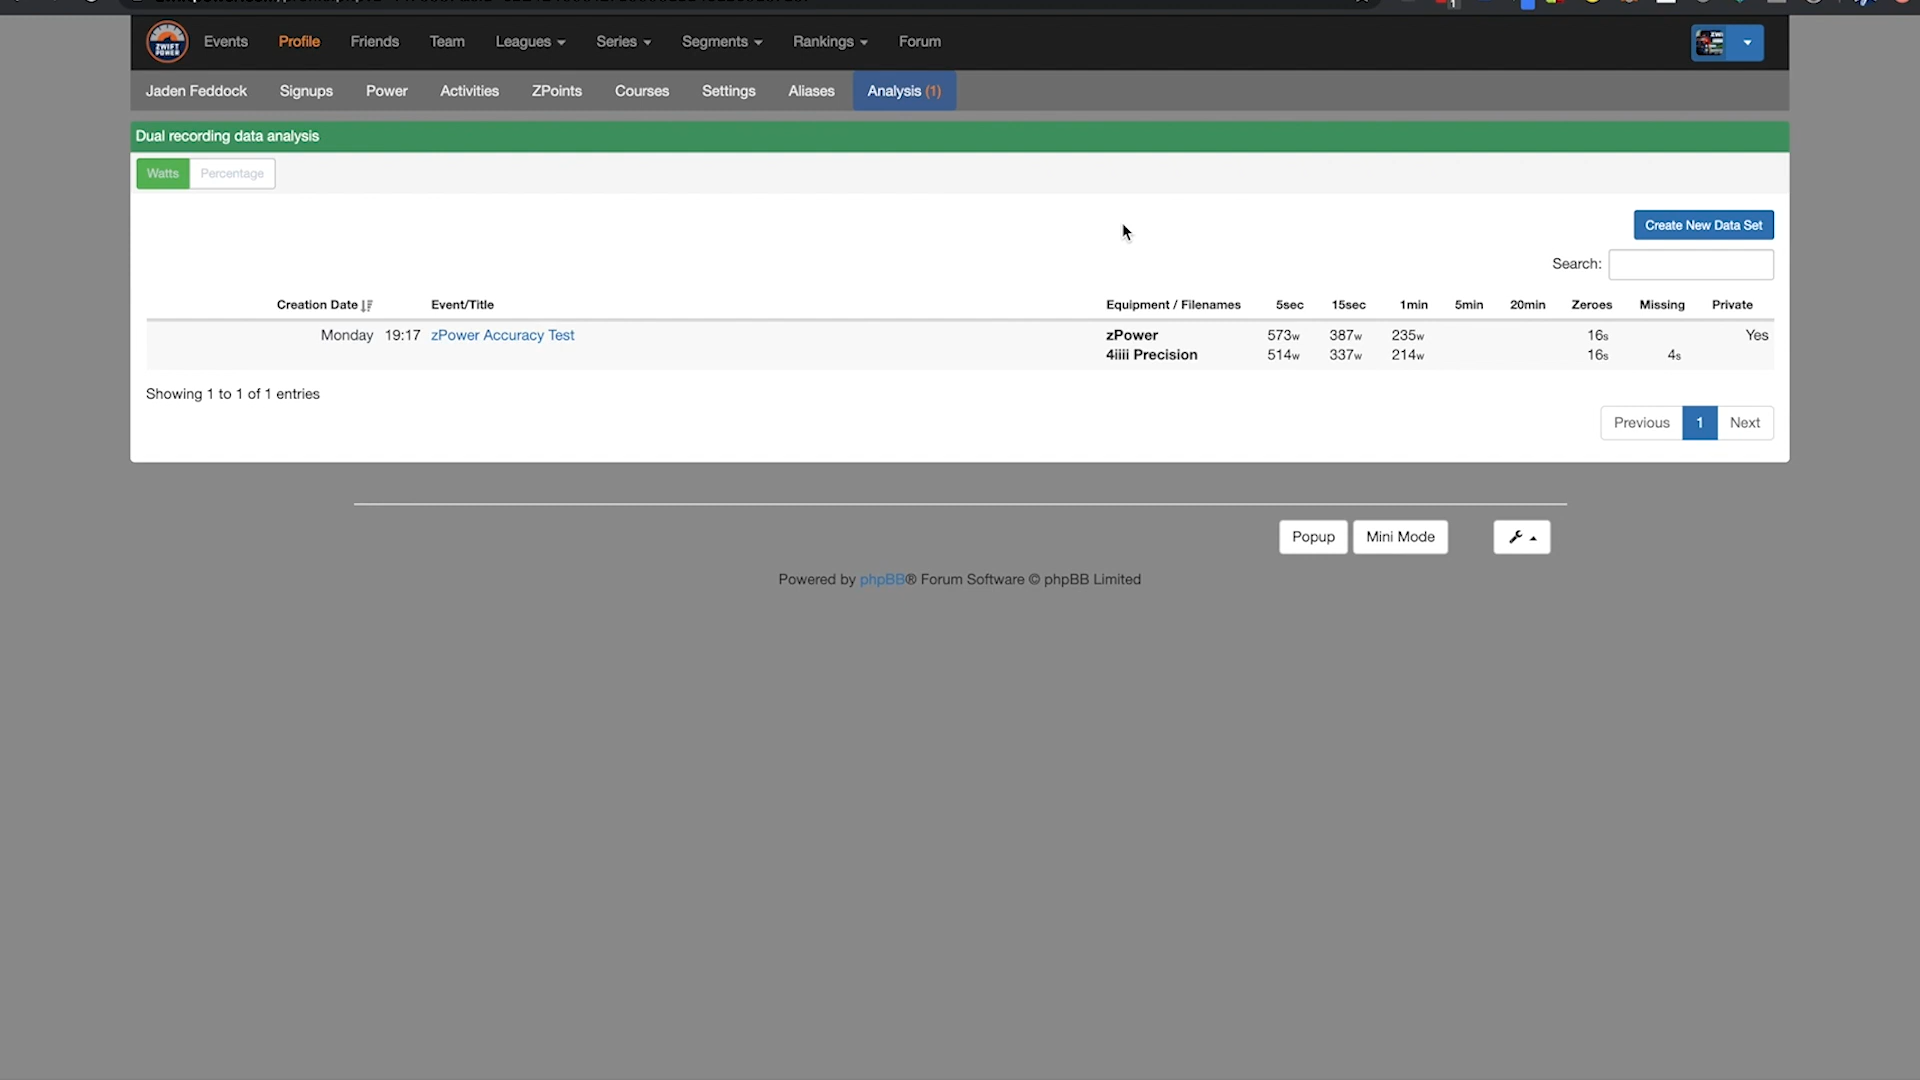 ZWIFT POWER Events Profile Friends Team Leagues Series Segments Rankings Forum
Jaden Feddock Signups Power Activities ZPoints Courses Settings Aliases Analysis (1)
Dual recording data analysis
Watts Percentage
Create New Data Set
Search:
Creation Date Event/Title Equipment / Filenames 5sec 15sec 1min 5min 20min Zeroes Missing Private
Monday 19:17 zPower Accuracy Test zPower 573w 387w 235w 16s Yes
4iiii Precision 514w 337w 214w 16s 4s
Showing 1 to 1 of 1 entries
Previous 1 Next
Popup Mini Mode
Powered by phpBB® Forum Software © phpBB Limited